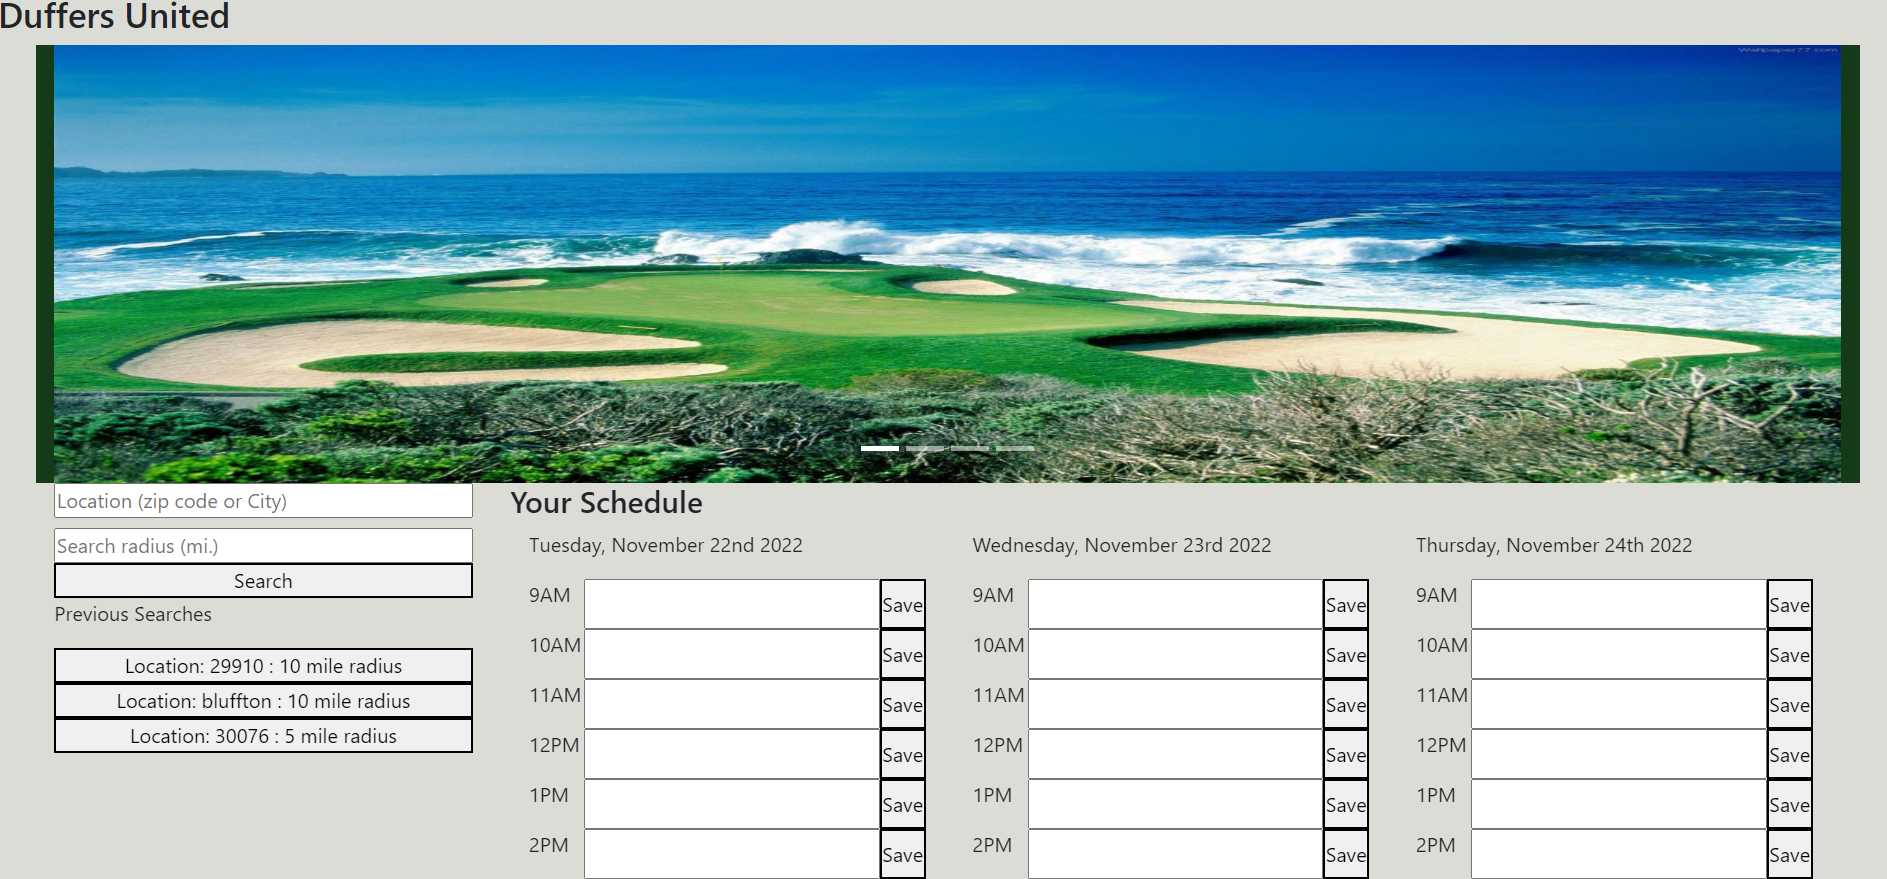 Duffers United
Wallpaper77.com
Location (zip code or City)
Search radius (mi.)
Search
Previous Searches
Location: 29910 : 10 mile radius
Location: bluffton : 10 mile radius
Location: 30076 : 5 mile radius
Your Schedule
Tuesday, November 22nd 2022
9AM Save
10AM Save
11AM Save
12PM Save
1PM Save
2PM Save
Wednesday, November 23rd 2022
9AM Save
10AM Save
11AM Save
12PM Save
1PM Save
2PM Save
Thursday, November 24th 2022
9AM Save
10AM Save
11AM Save
12PM Save
1PM Save
2PM Save